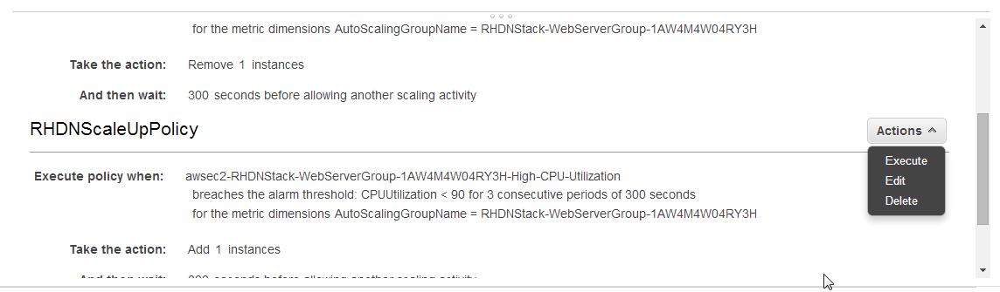 for the metric dimensions AutoScalingGroupName = RHDNStack-WebServerGroup-1AW4M4W04RY3H
Take the action: Remove 1 instances
And then wait: 300 seconds before allowing another scaling activity
RHDNScaleUpPolicy
Actions
Execute policy when: awsec2-RHDNStack-WebServerGroup-1AW4M4W04RY3H-High-CPU-Utilization
Execute
breaches the alarm threshold: CPUUtilization < 90 for 3 consecutive periods of 300 seconds
Edit
for the metric dimensions AutoScalingGroupName = RHDNStack-WebServerGroup-1AW4M4W04RY3H
Delete
Take the action: Add 1 instances